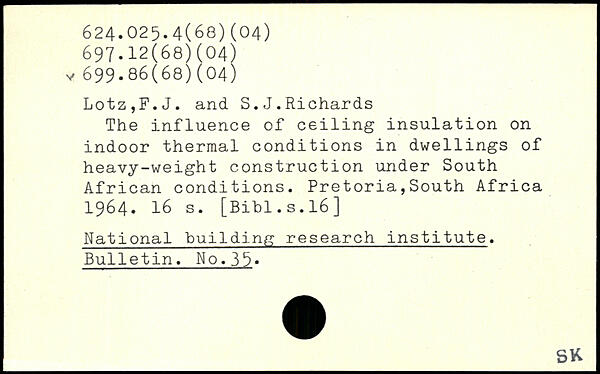 624.025.4(68)(04)
697.12(68)(04)
✓ 699.86(68)(04)
Lotz,F.J. and S.J.Richards
The influence of ceiling insulation on
indoor thermal conditions in dwellings of
heavy-weight construction under South
African conditions. Pretoria,South Africa
1964. 16 s. [Bibl.s.16]
National building research institute.
Bulletin. No.35.
SK